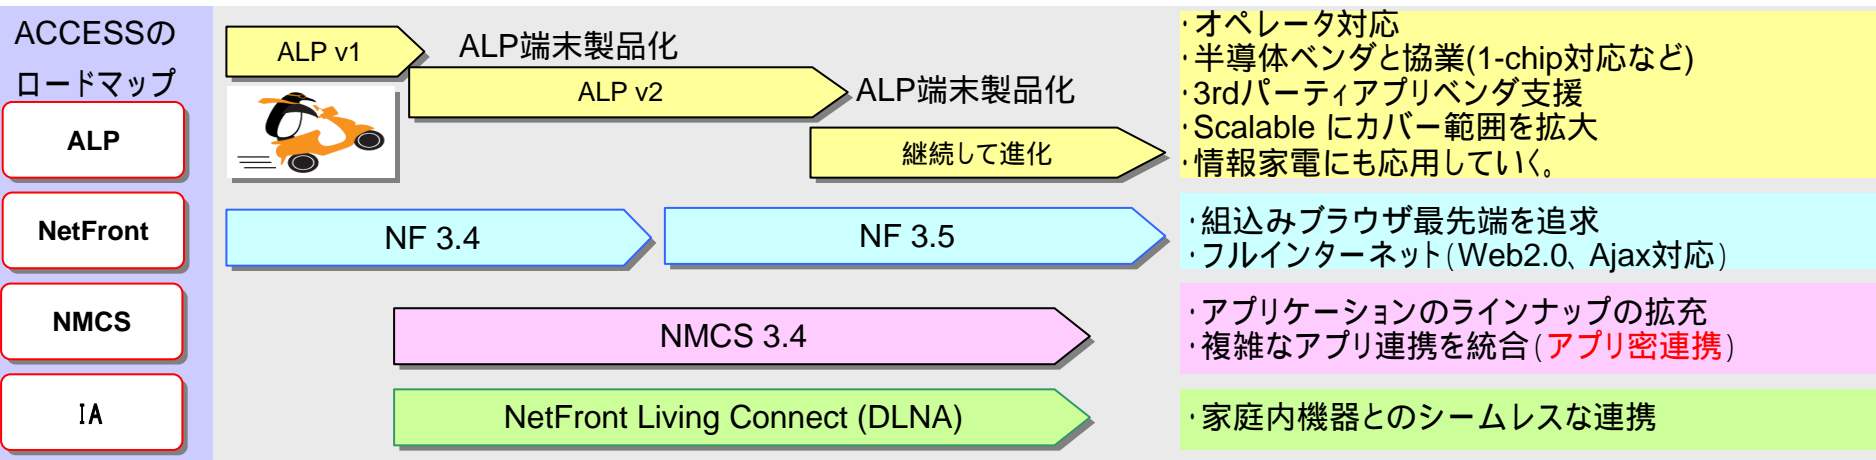 ACCESSの
ロードマップ
ALP
ALP v1
ALP端末製品化
ALP v2
ALP端末製品化
継続して進化
・オペレータ対応
・半導体ベンダと協業(1-chip対応など)
・3rdパーティアプリベンダ支援
・Scalable にカバー範囲を拡大
・情報家電にも応用していく。
NetFront
NF 3.4
NF 3.5
・組込みブラウザ最先端を追求
・フルインターネット(Web2.0、Ajax対応)
NMCS
NMCS 3.4
・アプリケーションのラインナップの拡充
・複雑なアプリ連携を統合(アプリ密連携)
IA
NetFront Living Connect (DLNA)
・家庭内機器とのシームレスな連携